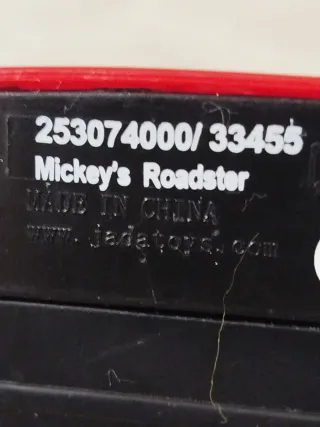 253074000/ 33455
Mickey's Roadster
MADE IN CHINA
www.jadatoys.com